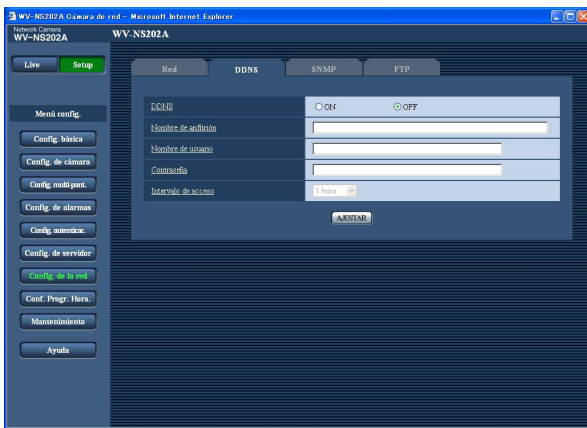 WV-NS202A Cámara de red - Microsoft Internet Explorer
Network Camera
WV-NS202A
WV-NS202A
Live
Setup
Red
DDNS
SNMP
FTP
Menú config.
Config. básica
Config. de cámara
Config. multi-pant.
Config. de alarmas
Config. autenticac.
Config. de servidor
Config. de la red
Conf. Progr. Hora.
Mantenimiento
Ayuda
DDNS
ON
OFF
Nombre de anfitrión
Nombre de usuario
Contraseña
Intervalo de acceso
1 hora
AJUSTAR